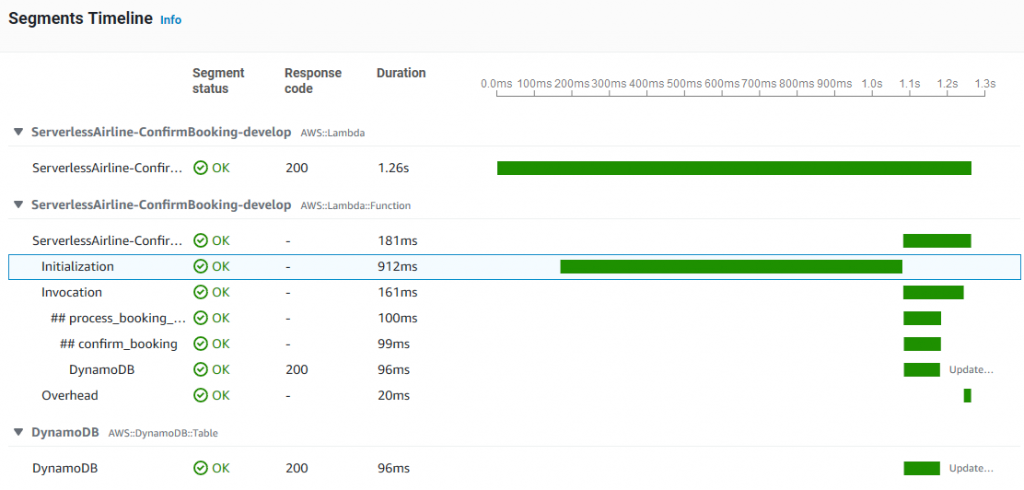 Segments Timeline Info
Segment status Response code Duration
0.0ms 100ms 200ms 300ms 400ms 500ms 600ms 700ms 800ms 900ms 1.0s 1.1s 1.2s 1.3s
ServerlessAirline-ConfirmBooking-develop AWS::Lambda
ServerlessAirline-Confir... OK 200 1.26s
ServerlessAirline-ConfirmBooking-develop AWS::Lambda::Function
ServerlessAirline-Confir... OK - 181ms
Initialization OK - 912ms
Invocation OK - 161ms
## process_booking_... OK - 100ms
## confirm_booking OK - 99ms
DynamoDB OK 200 96ms Update...
Overhead OK - 20ms
DynamoDB AWS::DynamoDB::Table
DynamoDB OK 200 96ms Update...